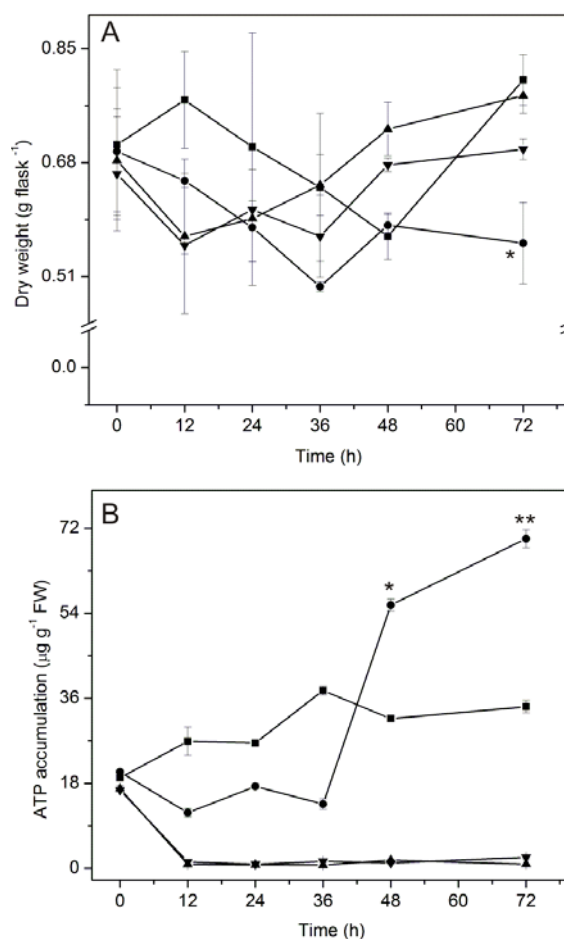 A
0.85
0.68
0.51
0.0
Dry weight (g flask -1)
*
0 12 24 36 48 60 72
Time (h)
B
72
54
36
18
0
ATP accumulation (µg g-1 FW)
*
**
0 12 24 36 48 60 72
Time (h)